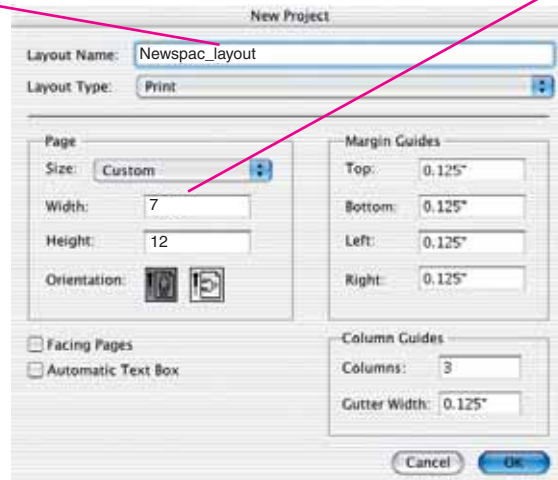 New Project
Layout Name: Newspac_layout
Layout Type: Print
Page
Size: Custom
Width: 7
Height: 12
Orientation:
Facing Pages
Automatic Text Box
Margin Guides
Top: 0.125"
Bottom: 0.125"
Left: 0.125"
Right: 0.125"
Column Guides
Columns: 3
Gutter Width: 0.125"
Cancel OK